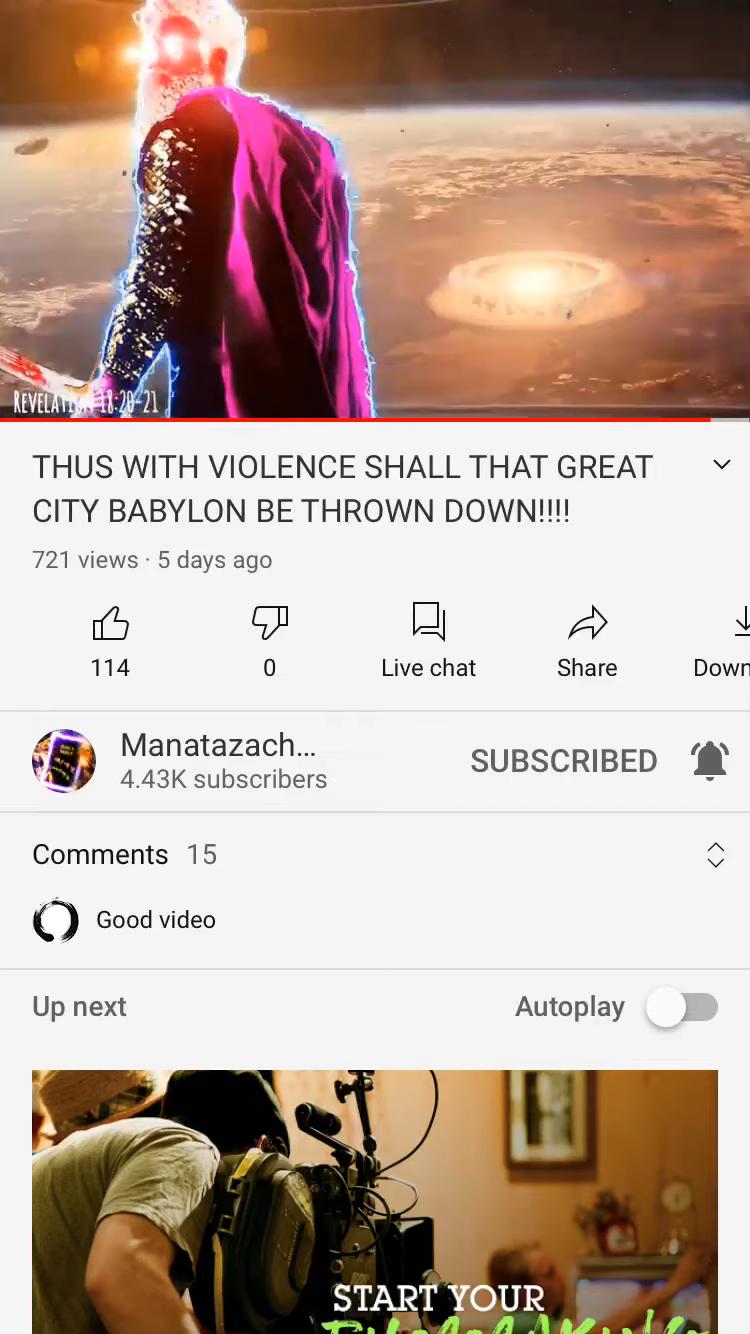 REVELATION 18:20-21
THUS WITH VIOLENCE SHALL THAT GREAT
CITY BABYLON BE THROWN DOWN!!!!
721 views · 5 days ago
114
0
Live chat
Share
Down
Manatazach...
4.43K subscribers
SUBSCRIBED
Comments 15
Good video
Up next
Autoplay
START YOUR